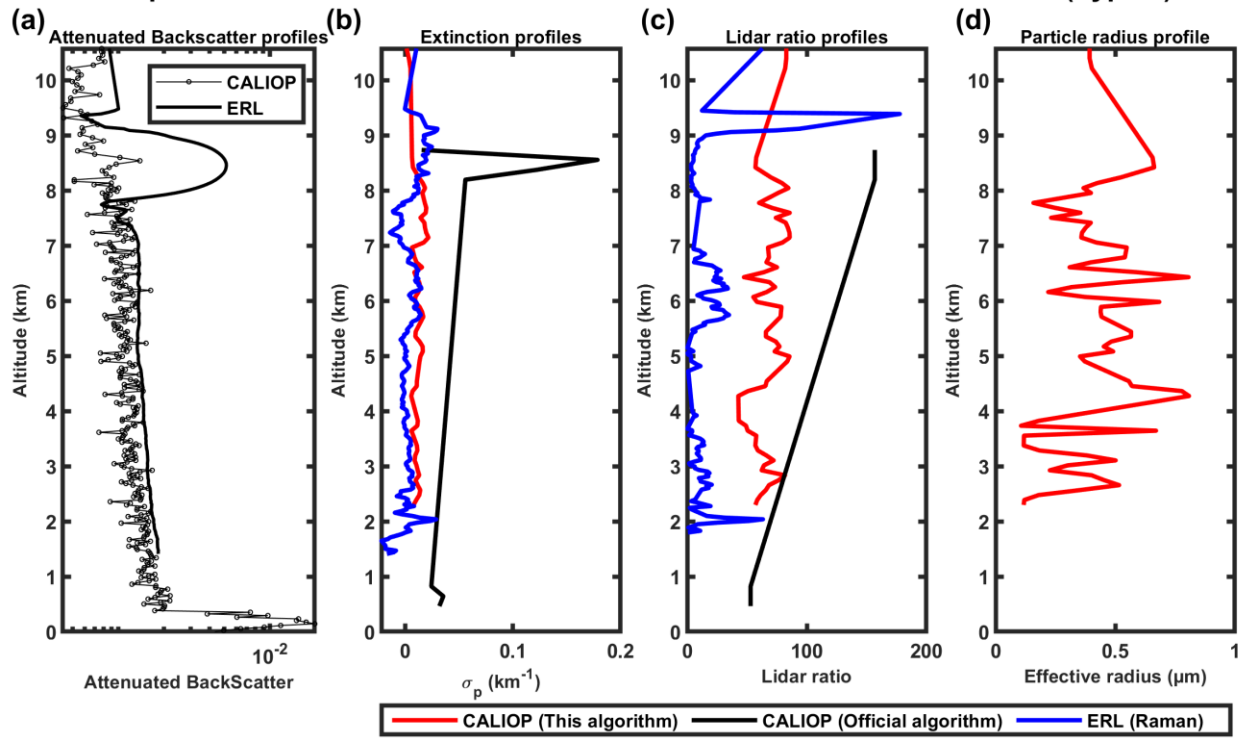 (a)
Attenuated Backscatter profiles
CALIOP
ERL
Altitude (km)
10
9
8
7
6
5
4
3
2
1
0
10-2
Attenuated BackScatter
(b)
Extinction profiles
Altitude (km)
10
9
8
7
6
5
4
3
2
1
0
0 0.1 0.2
σp (km-1)
(c)
Lidar ratio profiles
Altitude (km)
10
9
8
7
6
5
4
3
2
1
0
0 100 200
Lidar ratio
(d)
Particle radius profile
Altitude (km)
10
9
8
7
6
5
4
3
2
1
0
0 0.5 1
Effective radius (μm)
CALIOP (This algorithm) CALIOP (Official algorithm) ERL (Raman)